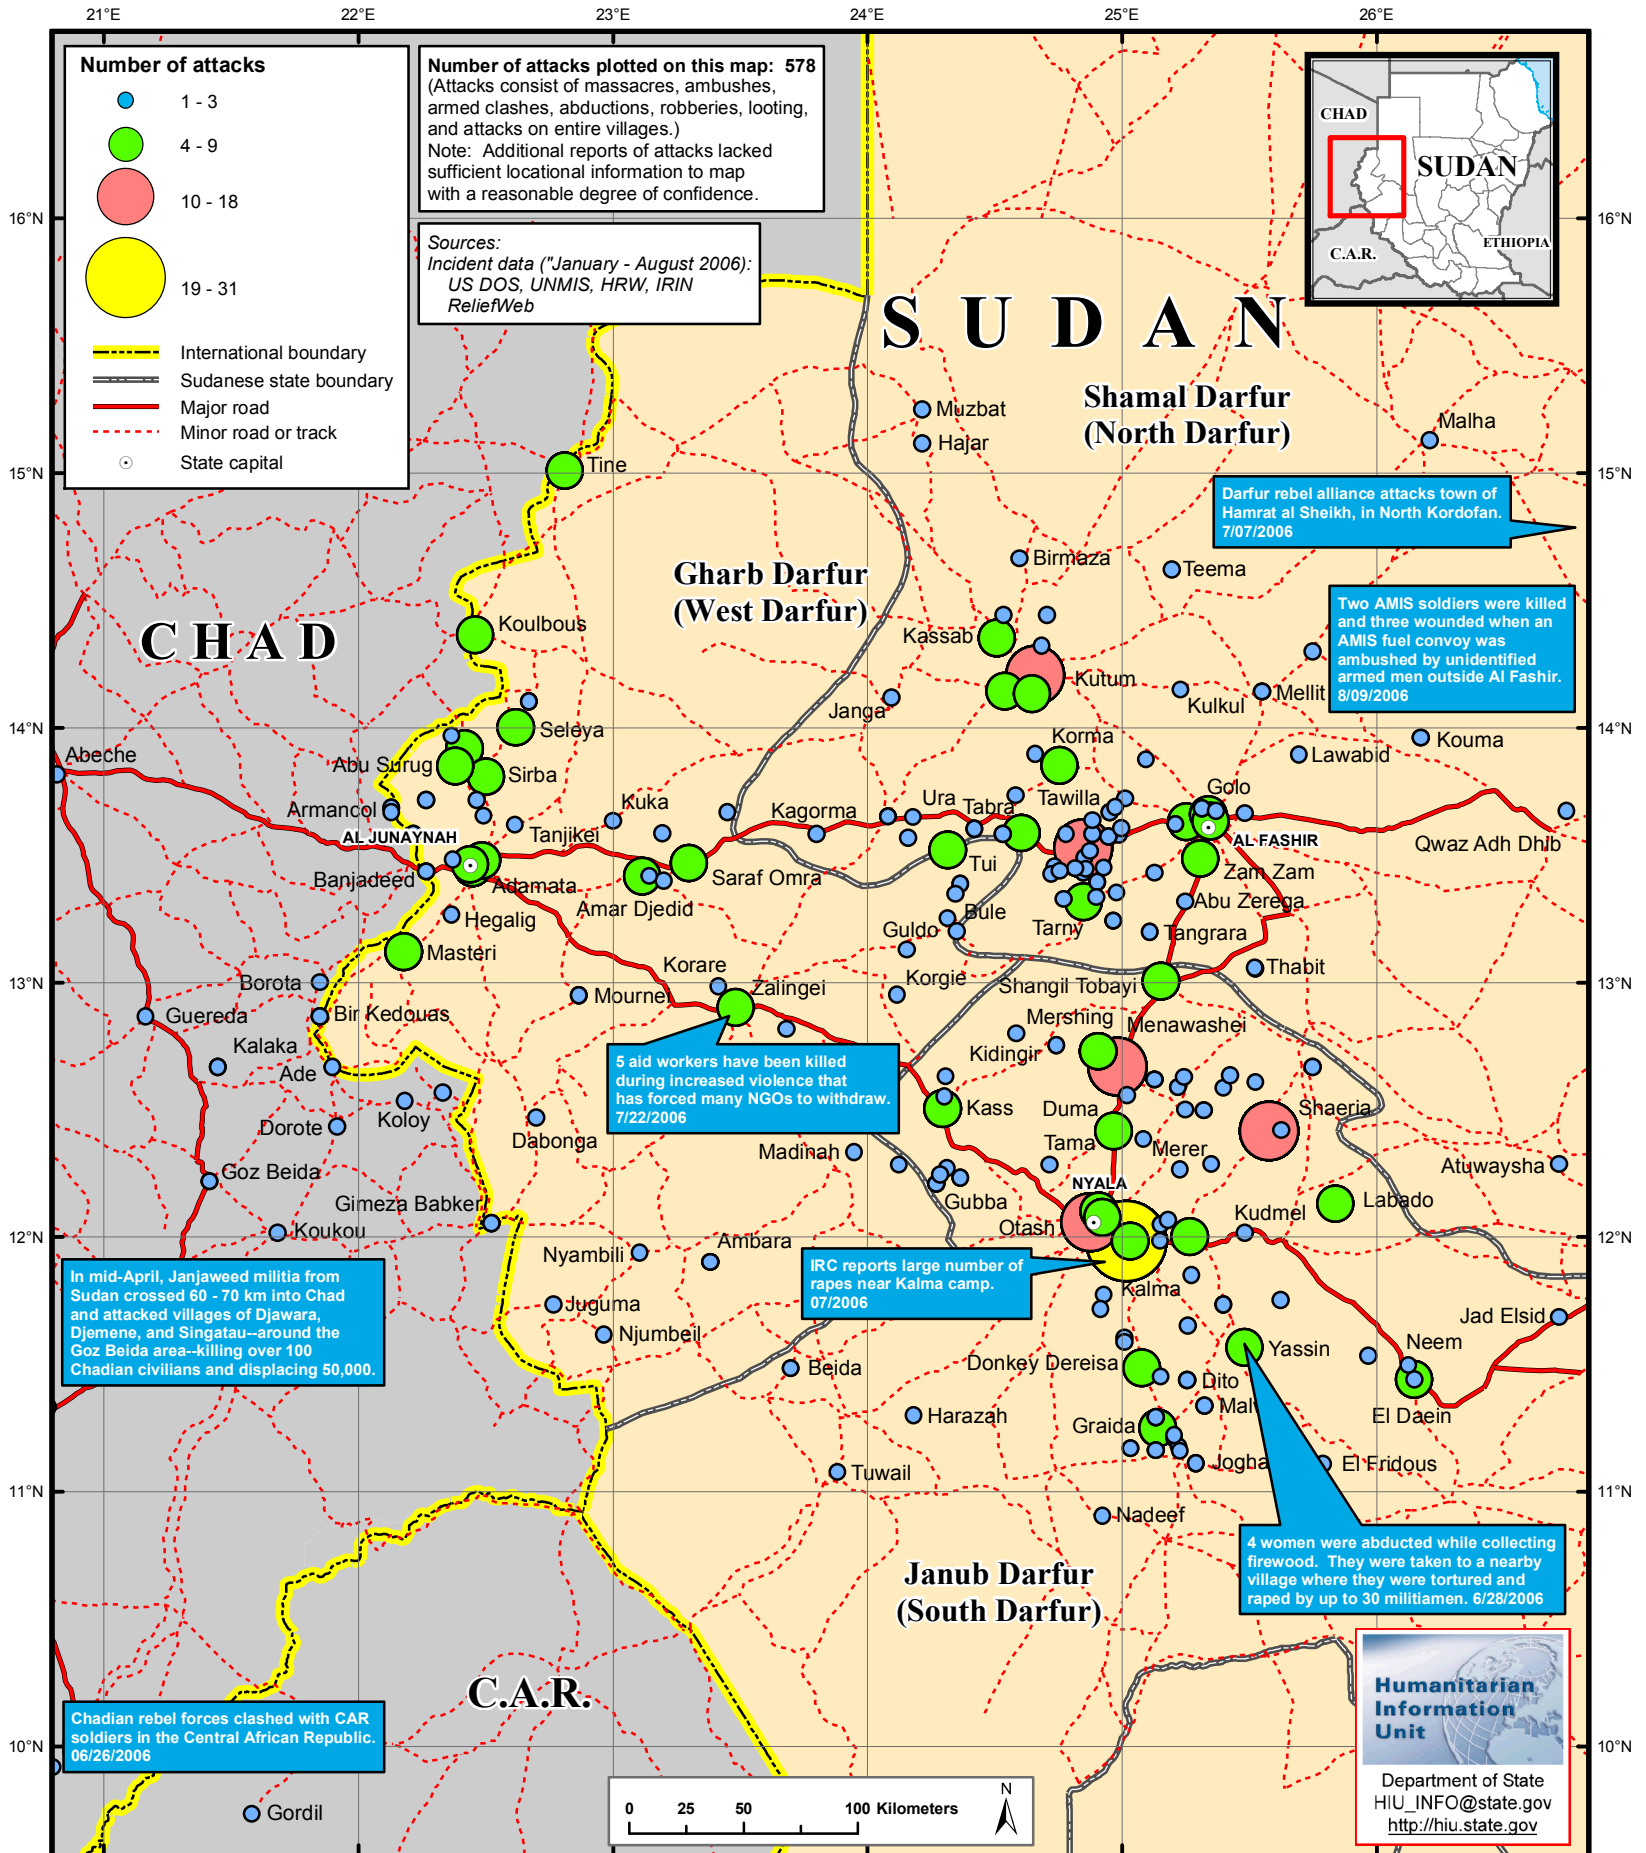 21°E
22°E
23°E
24°E
25°E
26°E
Number of attacks
1 - 3
4 - 9
10 - 18
19 - 31
International boundary
Sudanese state boundary
Major road
Minor road or track
State capital
Number of attacks plotted on this map: 578
(Attacks consist of massacres, ambushes,
armed clashes, abductions, robberies, looting,
and attacks on entire villages.)
Note: Additional reports of attacks lacked
sufficient locational information to map
with a reasonable degree of confidence.
Sources:
Incident data ("January - August 2006):
US DOS, UNMIS, HRW, IRIN
ReliefWeb
CHAD
SUDAN
ETHIOPIA
C.A.R.
16°N
16°N
SUDAN
Shamal Darfur
(North Darfur)
Muzbat
Hajar
Malha
Tine
15°N
15°N
Darfur rebel alliance attacks town of
Hamrat al Sheikh, in North Kordofan.
7/07/2006
Birmaza
Teema
Gharb Darfur
(West Darfur)
Two AMIS soldiers were killed
and three wounded when an
AMIS fuel convoy was
ambushed by unidentified
armed men outside Al Fashir.
8/09/2006
CHAD
Koulbous
Kassab
Kutum
Janga
Kulkul
Mellit
14°N
14°N
Seleya
Korma
Kouma
Lawabid
Abeche
Abu Surug
Sirba
Golo
Armancol
Kuka
Kagorma
Ura
Tabra
Tawilla
AL JUNAYNAH
Tanjikei
AL FASHIR
Qwaz Adh Dhib
Banjadeed
Adamata
Saraf Omra
Tui
Zam Zam
Amar Djedid
Abu Zerega
Hegalig
Bule
Guldo
Tarny
Tangrara
Masteri
Korare
Thabit
13°N
13°N
Borota
Mournei
Zalingei
Korgie
Shangil Tobayi
Guereda
Bir Kedouas
Mershing
Menawashei
Kalaka
Kidingir
Ade
5 aid workers have been killed
during increased violence that
has forced many NGOs to withdraw.
7/22/2006
Kass
Duma
Shaeria
Koloy
Dorote
Dabonga
Madinah
Tama
Merer
Goz Beida
Atuwaysha
NYALA
Gimeza Babker
Gubba
Labado
Koukou
Otash
Kudmel
12°N
12°N
Nyambili
Ambara
IRC reports large number of
rapes near Kalma camp.
07/2006
Kalma
In mid-April, Janjaweed militia from
Sudan crossed 60 - 70 km into Chad
and attacked villages of Djawara,
Djemene, and Singatau--around the
Goz Beida area--killing over 100
Chadian civilians and displacing 50,000.
Juguma
Njumbeil
Jad Elsid
Neem
Yassin
Beida
Donkey Dereisa
Dito
Harazah
Graida
El Daein
Tuwail
Jogha
El Fridous
11°N
11°N
Nadeef
4 women were abducted while collecting
firewood. They were taken to a nearby
village where they were tortured and
raped by up to 30 militiamen. 6/28/2006
Janub Darfur
(South Darfur)
C.A.R.
Chadian rebel forces clashed with CAR
soldiers in the Central African Republic.
06/26/2006
Humanitarian
Information
Unit
10°N
10°N
Department of State
HIU_INFO@state.gov
http://hiu.state.gov
Gordil
0 25 50 100 Kilometers
N